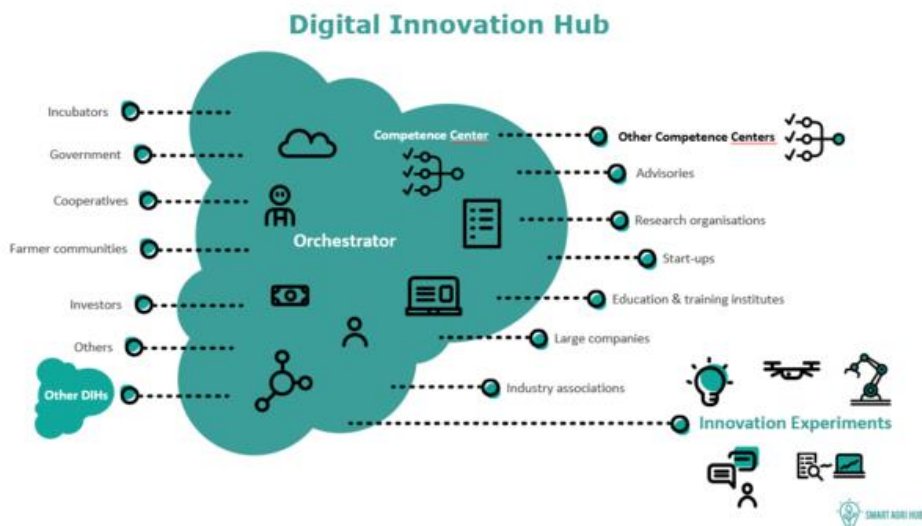 Digital Innovation Hub
Incubators
Government
Cooperatives
Farmer communities
Investors
Others
Other DIHs
Competence Center
Orchestrator
Other Competence Centers
Advisories
Research organisations
Start-ups
Education & training institutes
Large companies
Industry associations
Innovation Experiments
SMART AGRI HUB